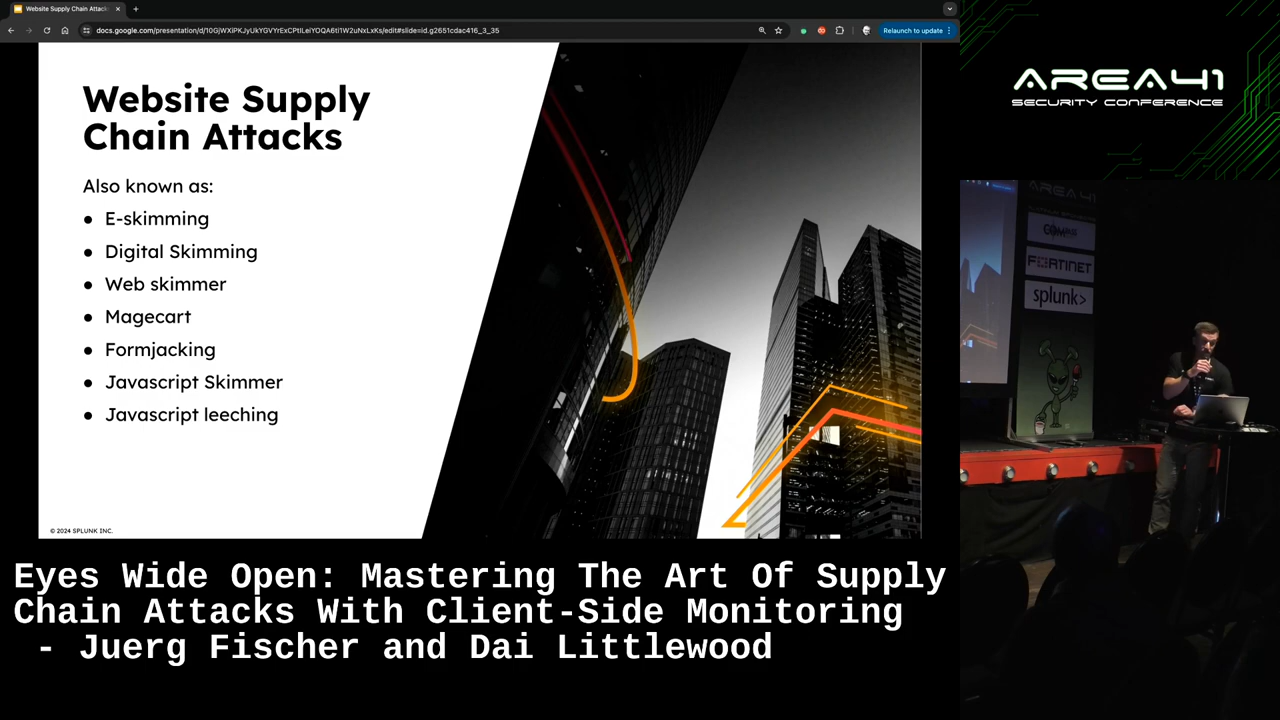 Website Supply Chain Attack
docs.google.com/presentation/d/10GjWXiPKJyUkYGVYrExCPtlLeiYOQA6ti1W2uNxLxKs/edit#slide=id.g2651cdac416_3_35
Relaunch to update
Website Supply
Chain Attacks
Also known as:
● E-skimming
● Digital Skimming
● Web skimmer
● Magecart
● Formjacking
● Javascript Skimmer
● Javascript leeching
© 2024 SPLUNK INC.
AREA41
SECURITY CONFERENCE
AREA41
FORTINET
splunk>
Eyes Wide Open: Mastering The Art Of Supply
Chain Attacks With Client-Side Monitoring
- Juerg Fischer and Dai Littlewood